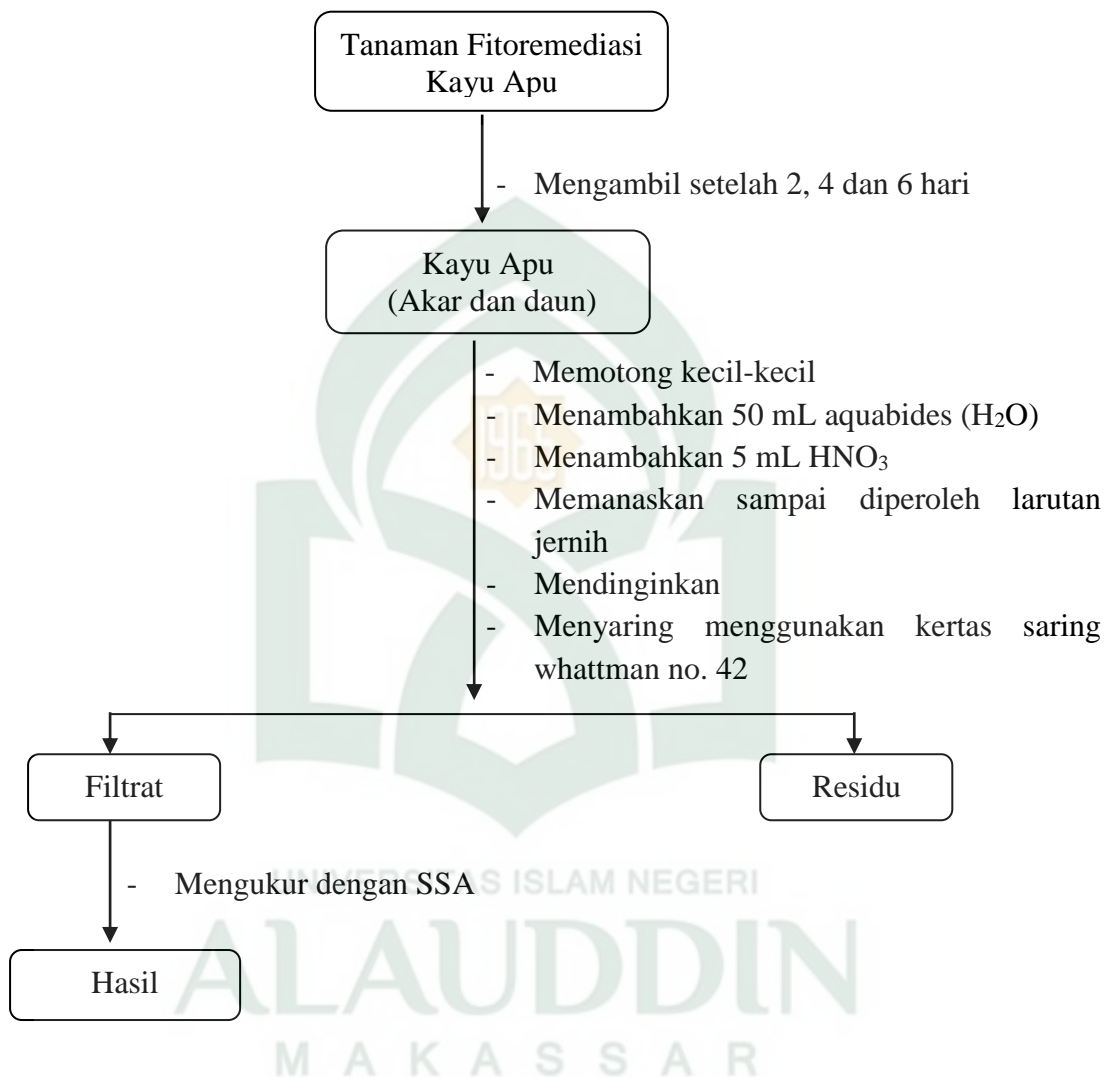 Tanaman Fitoremediasi
Kayu Apu
- Mengambil setelah 2, 4 dan 6 hari
Kayu Apu
(Akar dan daun)
- Memotong kecil-kecil
- Menambahkan 50 mL aquabides (H₂O)
- Menambahkan 5 mL HNO₃
- Memanaskan sampai diperoleh larutan
jernih
- Mendinginkan
- Menyaring menggunakan kertas saring
whattman no. 42
1965
Filtrat
Residu
- Mengukur dengan SSA
UNIVERSITAS ISLAM NEGERI
Hasil
ALAUDDIN
MAKASSAR